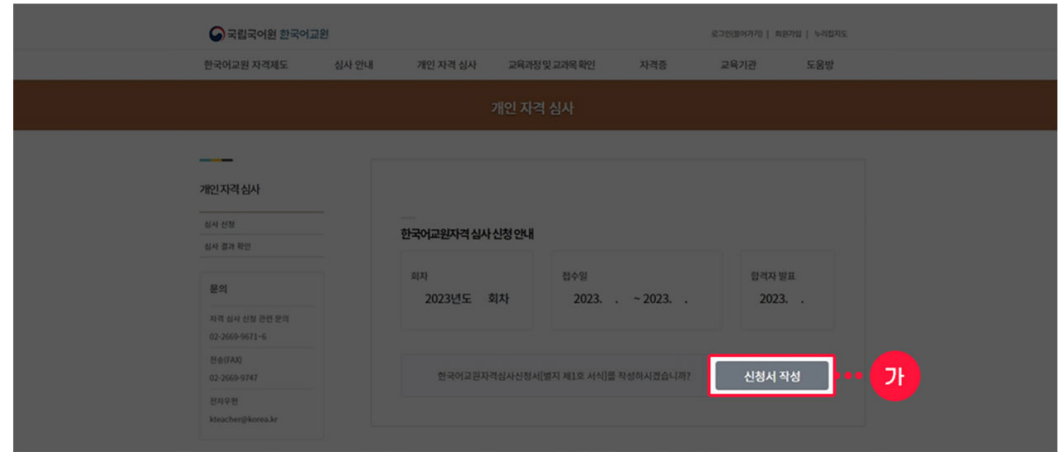 국립국어원 한국어교원
로그인(들어가기) | 회원가입 | 누리집지도
한국어교원 자격제도 심사 안내 개인 자격 심사 교육과정 및 교과목 확인 자격증 교육기관 도움방
개인 자격 심사
개인 자격 심사
심사 신청
심사 결과 확인
문의
자격 심사 신청 관련 문의
02-2669-9671~6
전송(FAX)
02-2669-9747
전자우편
kteacher@korea.kr
한국어교원자격 심사 신청 안내
회차
2023년도 회차
접수일
2023. . ~ 2023. .
합격자 발표
2023. .
한국어교원자격심사신청서[별지 제1호 서식]를 작성하시겠습니까?
신청서 작성
가